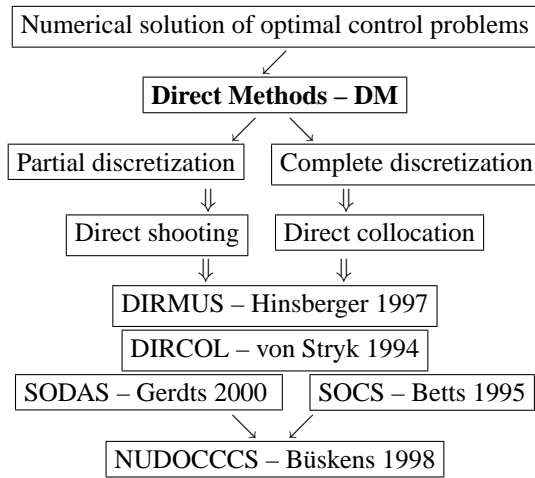 Numerical solution of optimal control problems
Direct Methods – DM
Partial discretization
Complete discretization
Direct shooting
Direct collocation
DIRMUS – Hinsberger 1997
DIRCOL – von Stryk 1994
SODAS – Gerdts 2000
SOCS – Betts 1995
NUDOCCCS – Büskens 1998